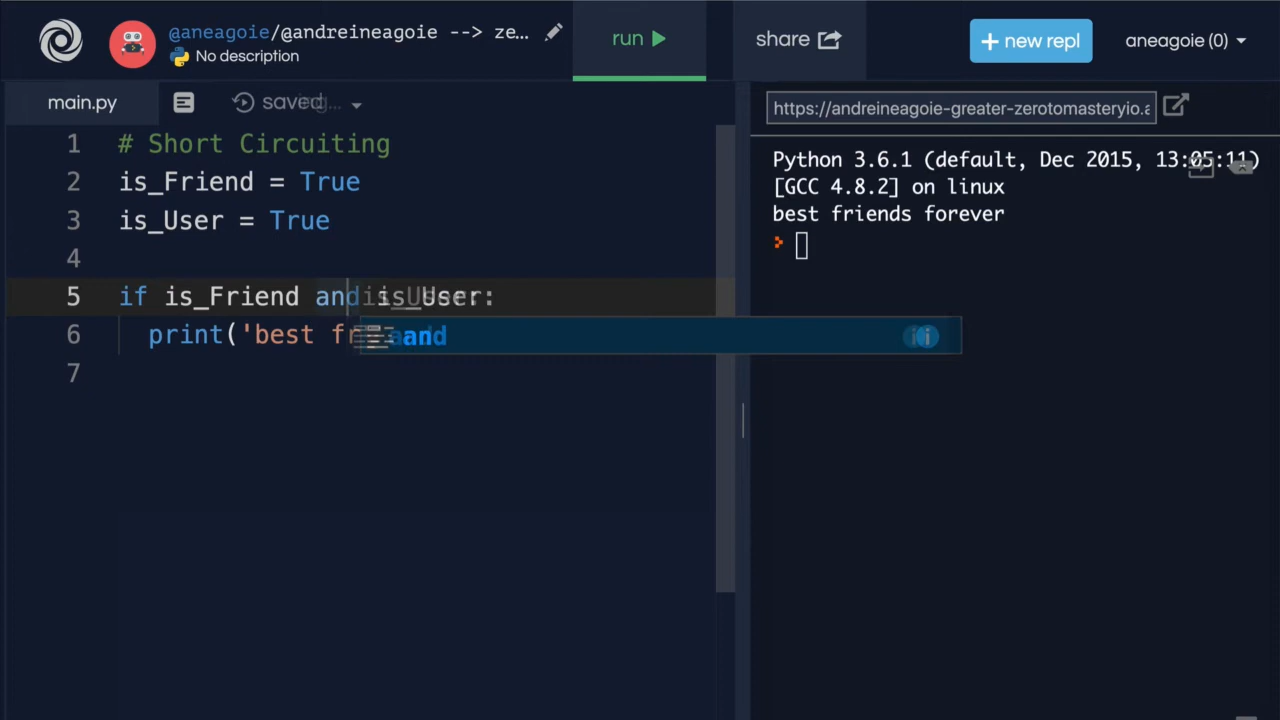 @aneagoie/@andreineagoie --> ze...
No description
run
share
+ new repl
aneagoie (0)
main.py
saved
https://andreineagoie-greater-zerotomasteryio.a
1 # Short Circuiting
2 is_Friend = True
3 is_User = True
4
5 if is_Friend and is_User:
6 print('best fr
and
7
Python 3.6.1 (default, Dec 2015, 13:05:11)
[GCC 4.8.2] on linux
best friends forever